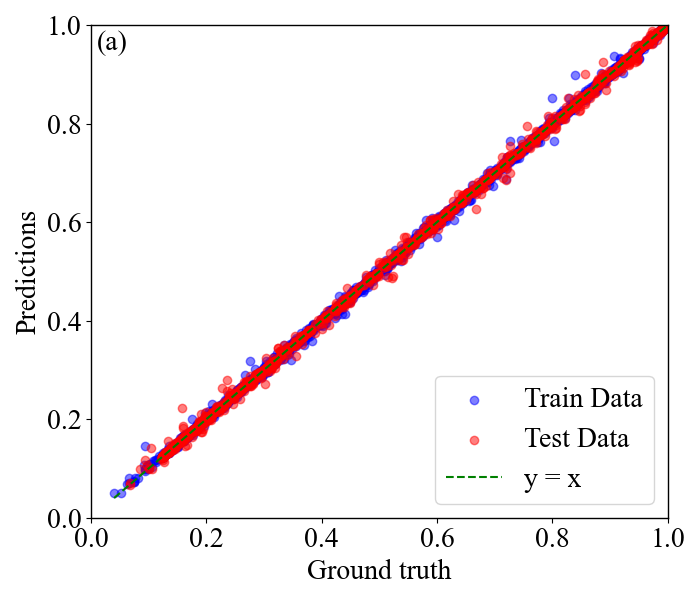 (a)
1.0
0.8
0.6
0.4
0.2
0.0
Predictions
0.0 0.2 0.4 0.6 0.8 1.0
Ground truth
Train Data
Test Data
y = x